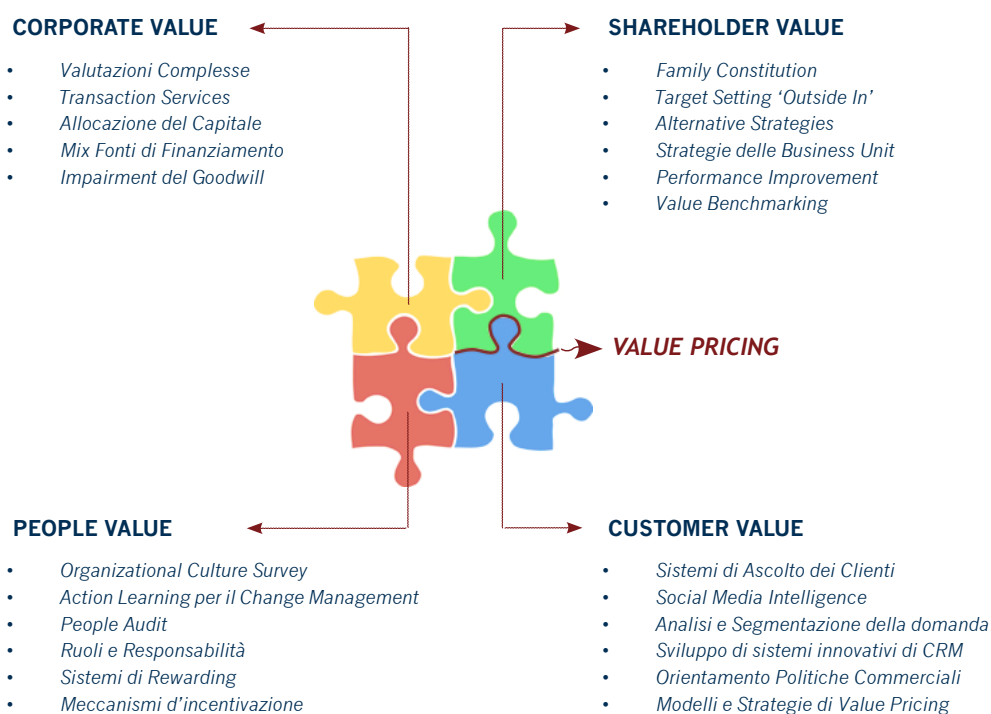 CORPORATE VALUE
• Valutazioni Complesse
• Transaction Services
• Allocazione del Capitale
• Mix Fonti di Finanziamento
• Impairment del Goodwill
SHAREHOLDER VALUE
• Family Constitution
• Target Setting ‘Outside In’
• Alternative Strategies
• Strategie delle Business Unit
• Performance Improvement
• Value Benchmarking
VALUE PRICING
PEOPLE VALUE
• Organizational Culture Survey
• Action Learning per il Change Management
• People Audit
• Ruoli e Responsabilità
• Sistemi di Rewarding
• Meccanismi d’incentivazione
CUSTOMER VALUE
• Sistemi di Ascolto dei Clienti
• Social Media Intelligence
• Analisi e Segmentazione della domanda
• Sviluppo di sistemi innovativi di CRM
• Orientamento Politiche Commerciali
• Modelli e Strategie di Value Pricing